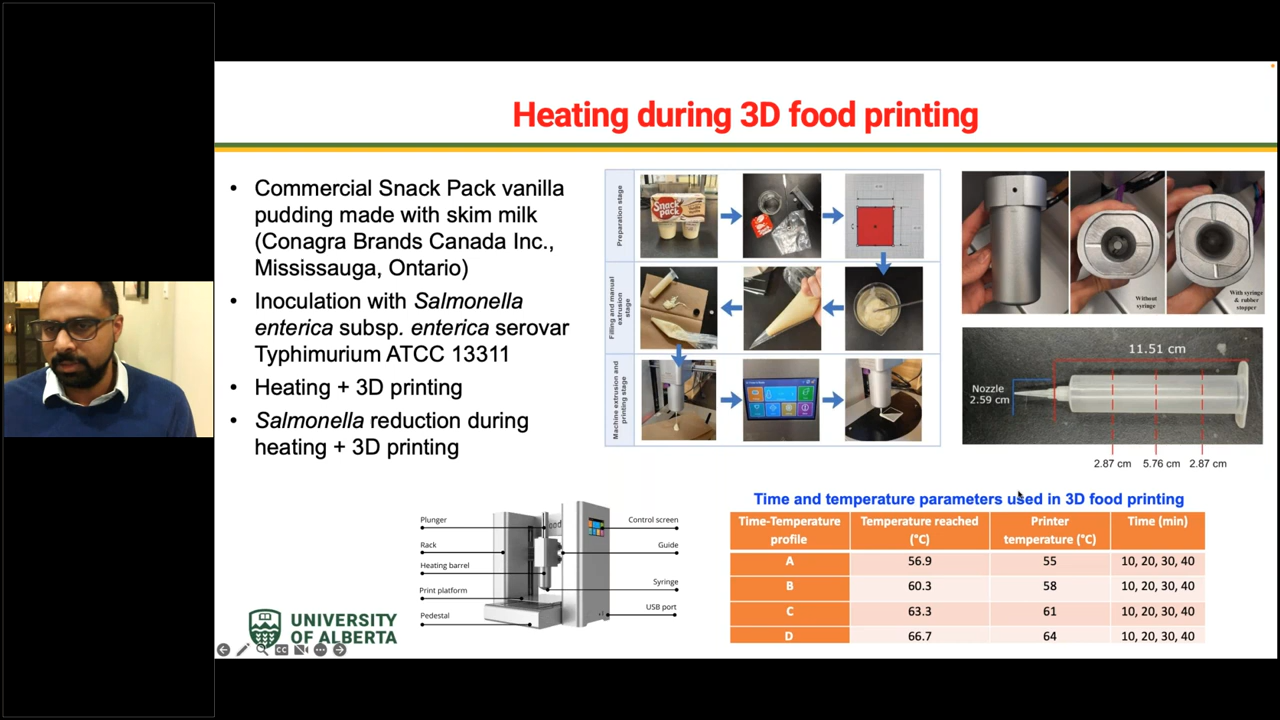 Heating during 3D food printing
• Commercial Snack Pack vanilla
pudding made with skim milk
(Conagra Brands Canada Inc.,
Mississauga, Ontario)
• Inoculation with Salmonella
enterica subsp. enterica serovar
Typhimurium ATCC 13311
• Heating + 3D printing
• Salmonella reduction during
heating + 3D printing
Preparation stage
Snack
pack
Filling and manual
extrusion
stage
Machine extrusion and
printing stage
Without
syringe
With syringe
& rubber
stopper
11.51 cm
Nozzle
2.59 cm
2.87 cm 5.76 cm 2.87 cm
Plunger
Rack
Heating barrel
Print platform
Pedestal
Control screen
Guide
Syringe
USB port
Time and temperature parameters used in 3D food printing
Time-Temperature profile Temperature reached (°C) Printer temperature (°C) Time (min)
A 56.9 55 10, 20, 30, 40
B 60.3 58 10, 20, 30, 40
C 63.3 61 10, 20, 30, 40
D 66.7 64 10, 20, 30, 40
UNIVERSITY
OF ALBERTA
CC